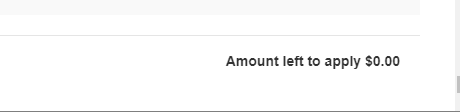 Amount left to apply $0.00